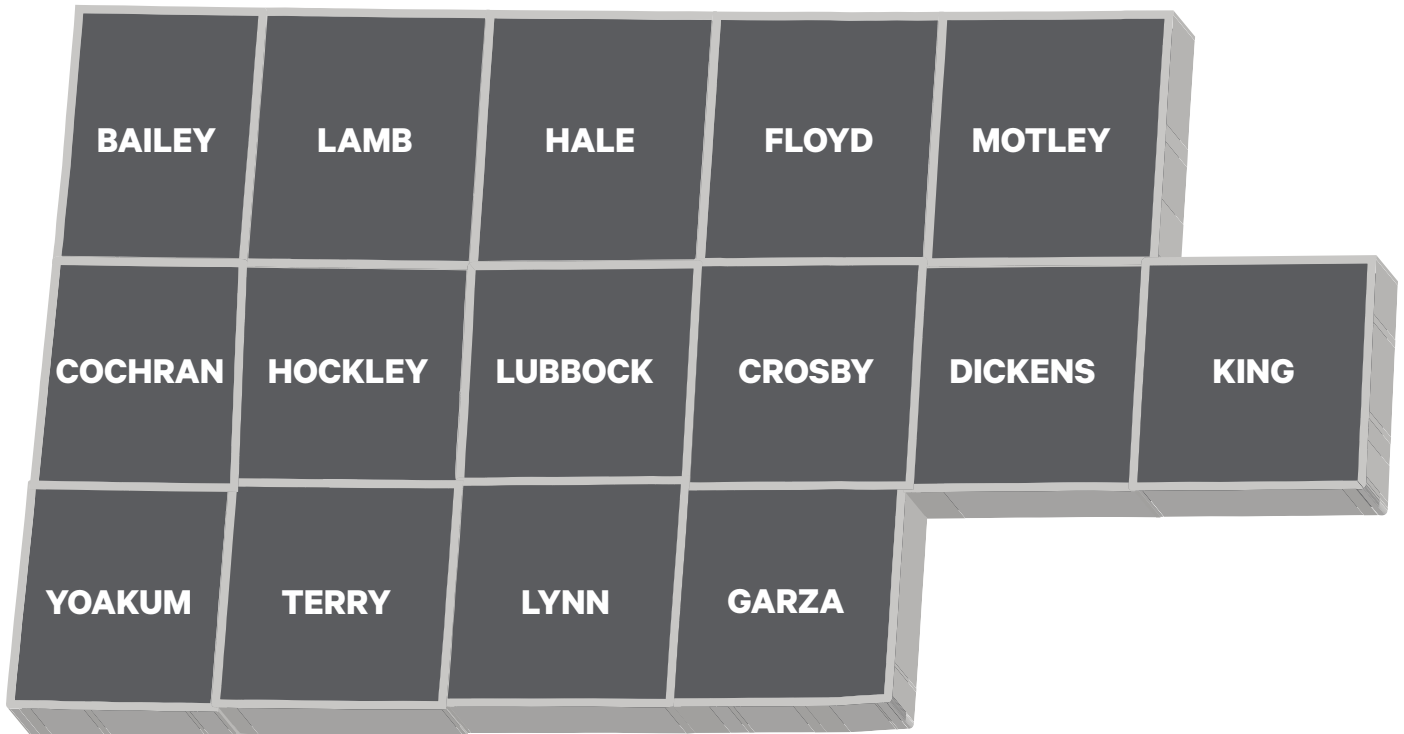 BAILEY LAMB HALE FLOYD MOTLEY
COCHRAN HOCKLEY LUBBOCK CROSBY DICKENS KING
YOAKUM TERRY LYNN GARZA